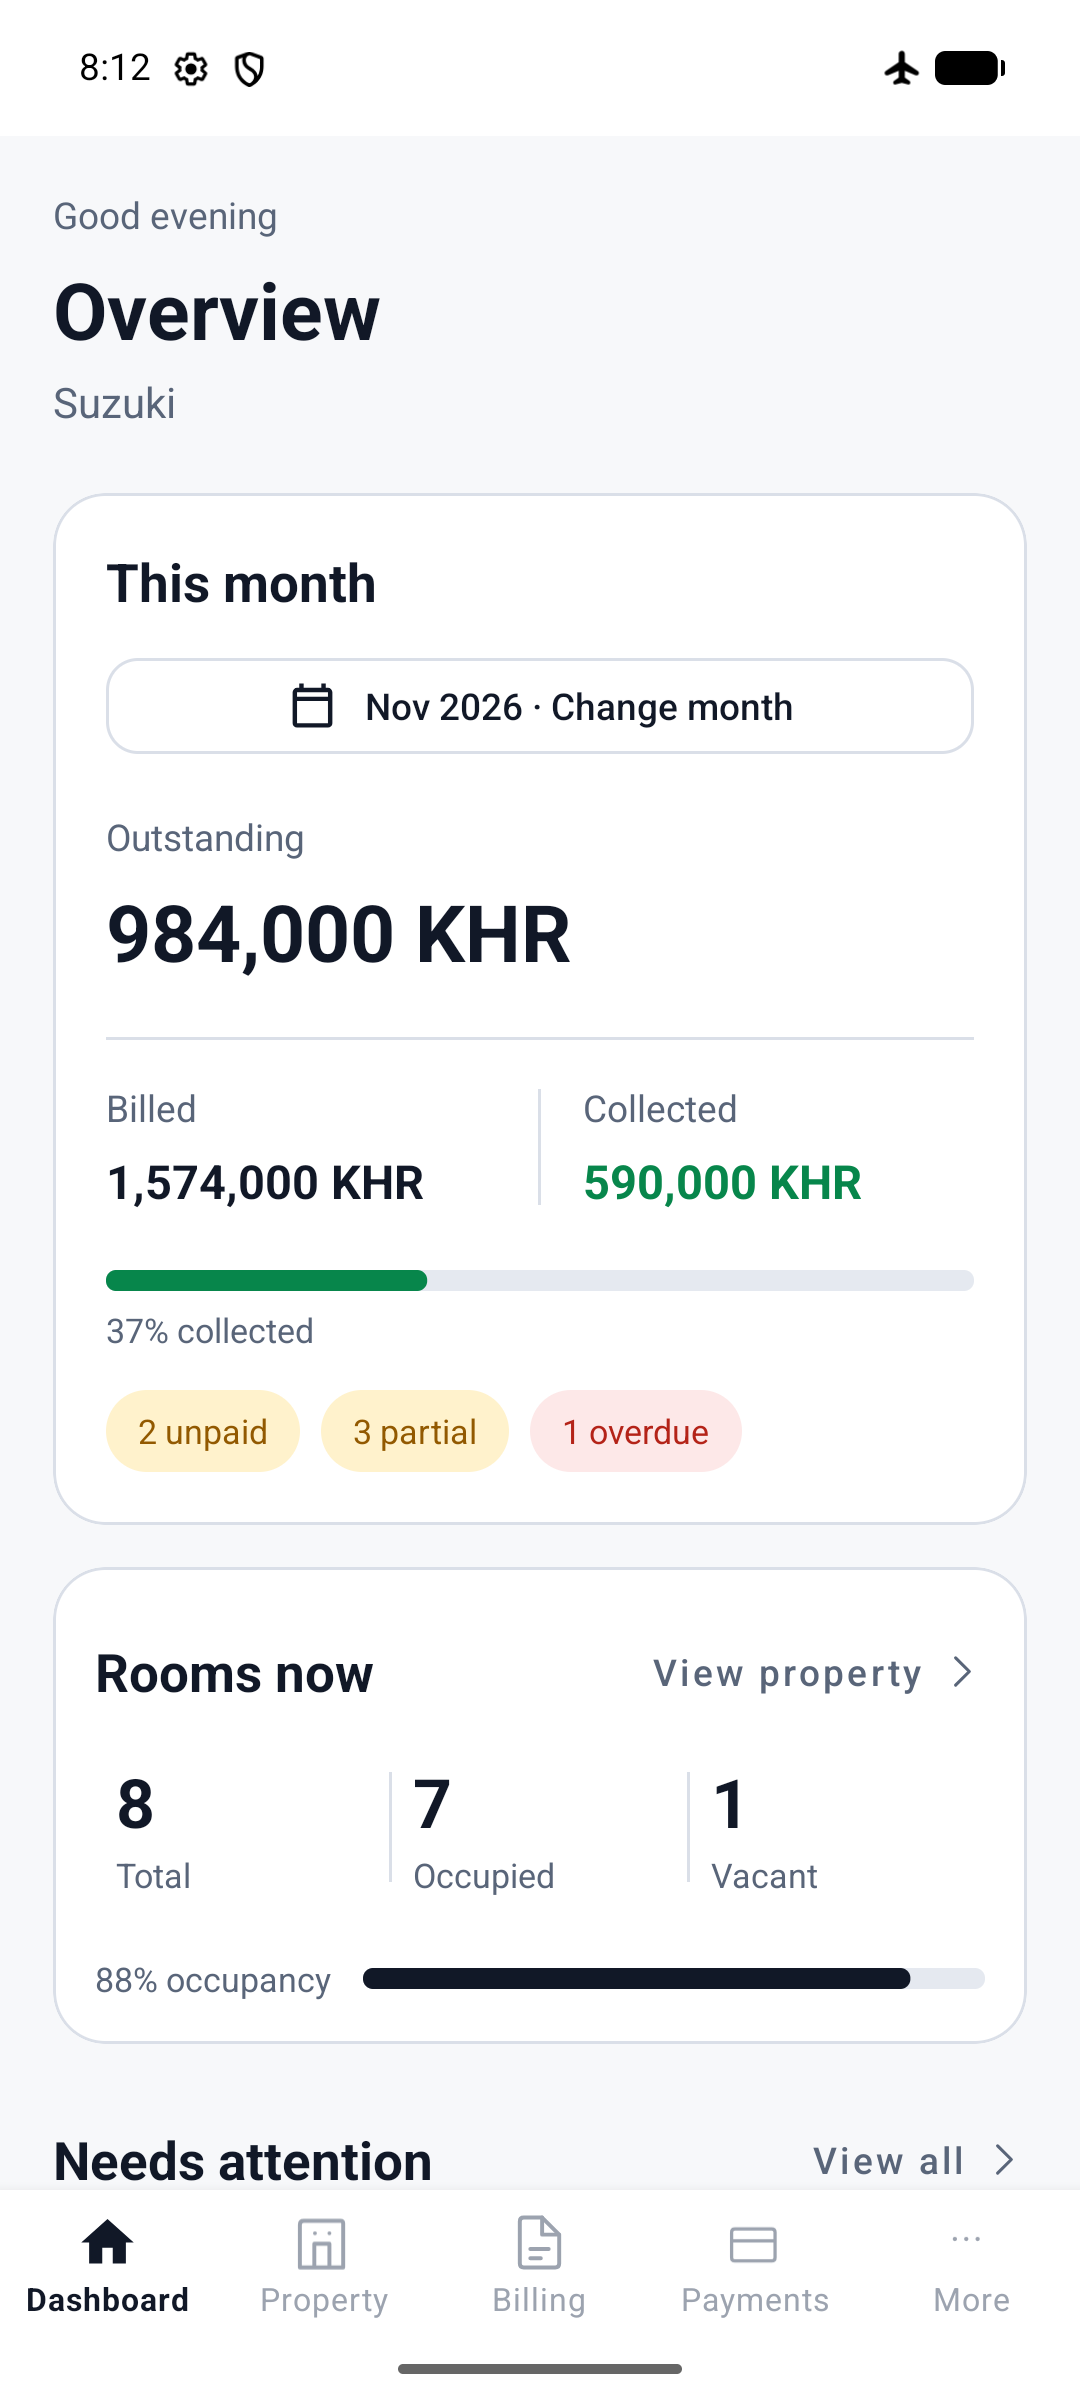 8:12
Good evening
Overview
Suzuki
This month
Nov 2026 · Change month
Outstanding
984,000 KHR
Billed
Collected
1,574,000 KHR
590,000 KHR
37% collected
2 unpaid
3 partial
1 overdue
Rooms now
View property
8
7
1
Total
Occupied
Vacant
88% occupancy
Needs attention
View all
Dashboard
Property
Billing
Payments
More